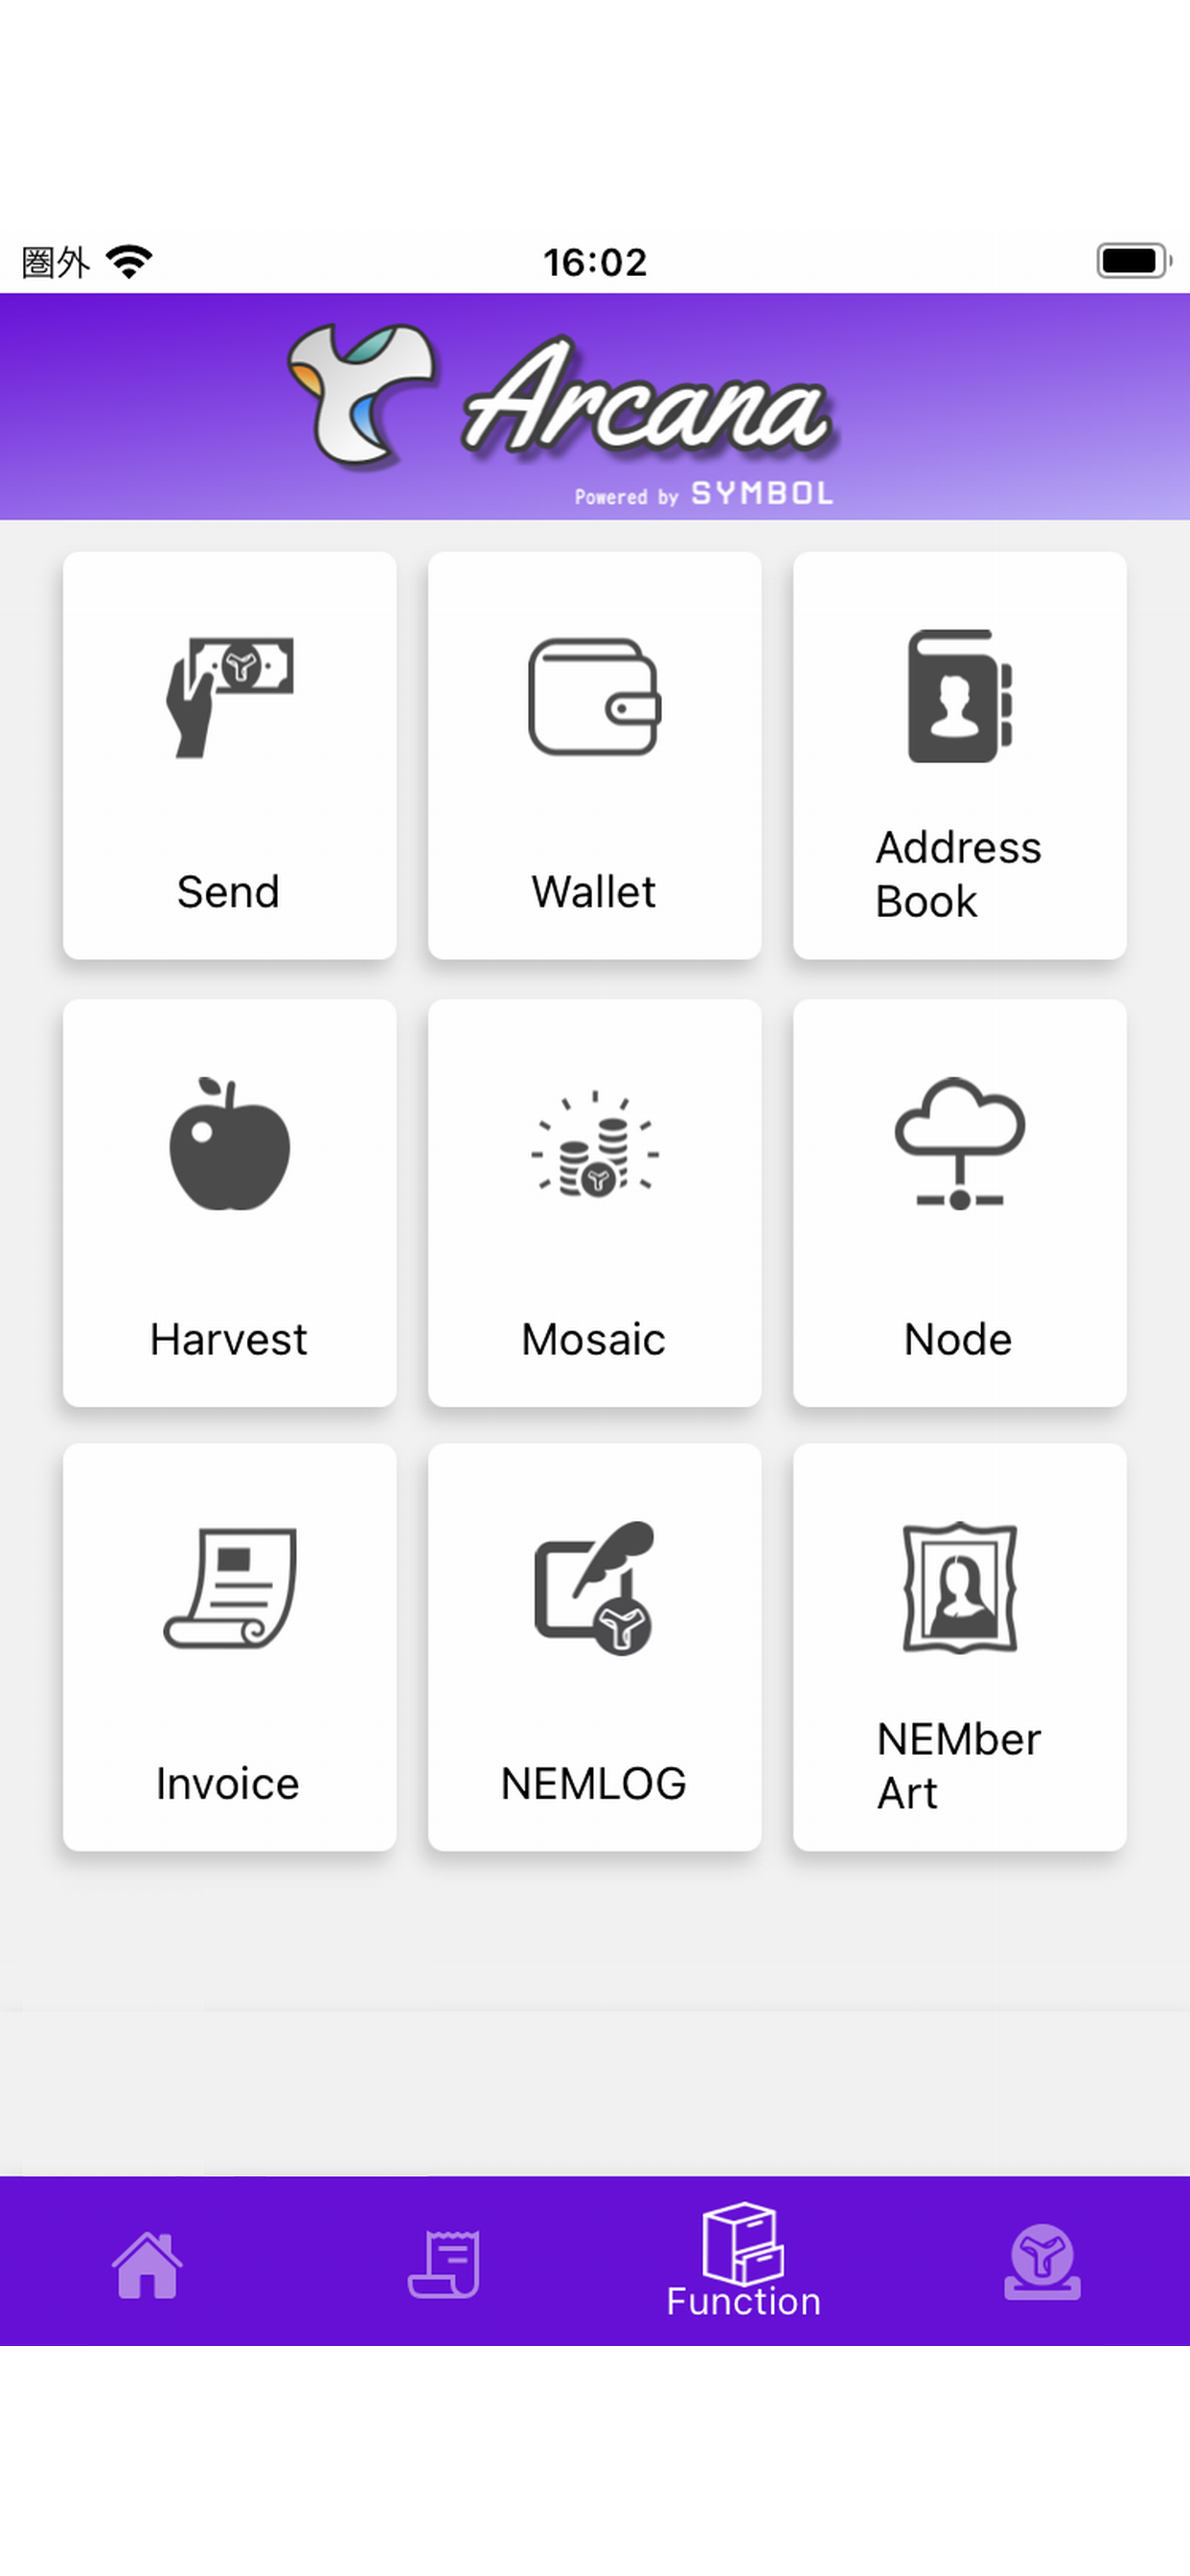 圏外
16:02
Arcana
Powered by SYMBOL
Send
Wallet
Address
Book
Harvest
Mosaic
Node
Invoice
NEMLOG
NEMber
Art
Function